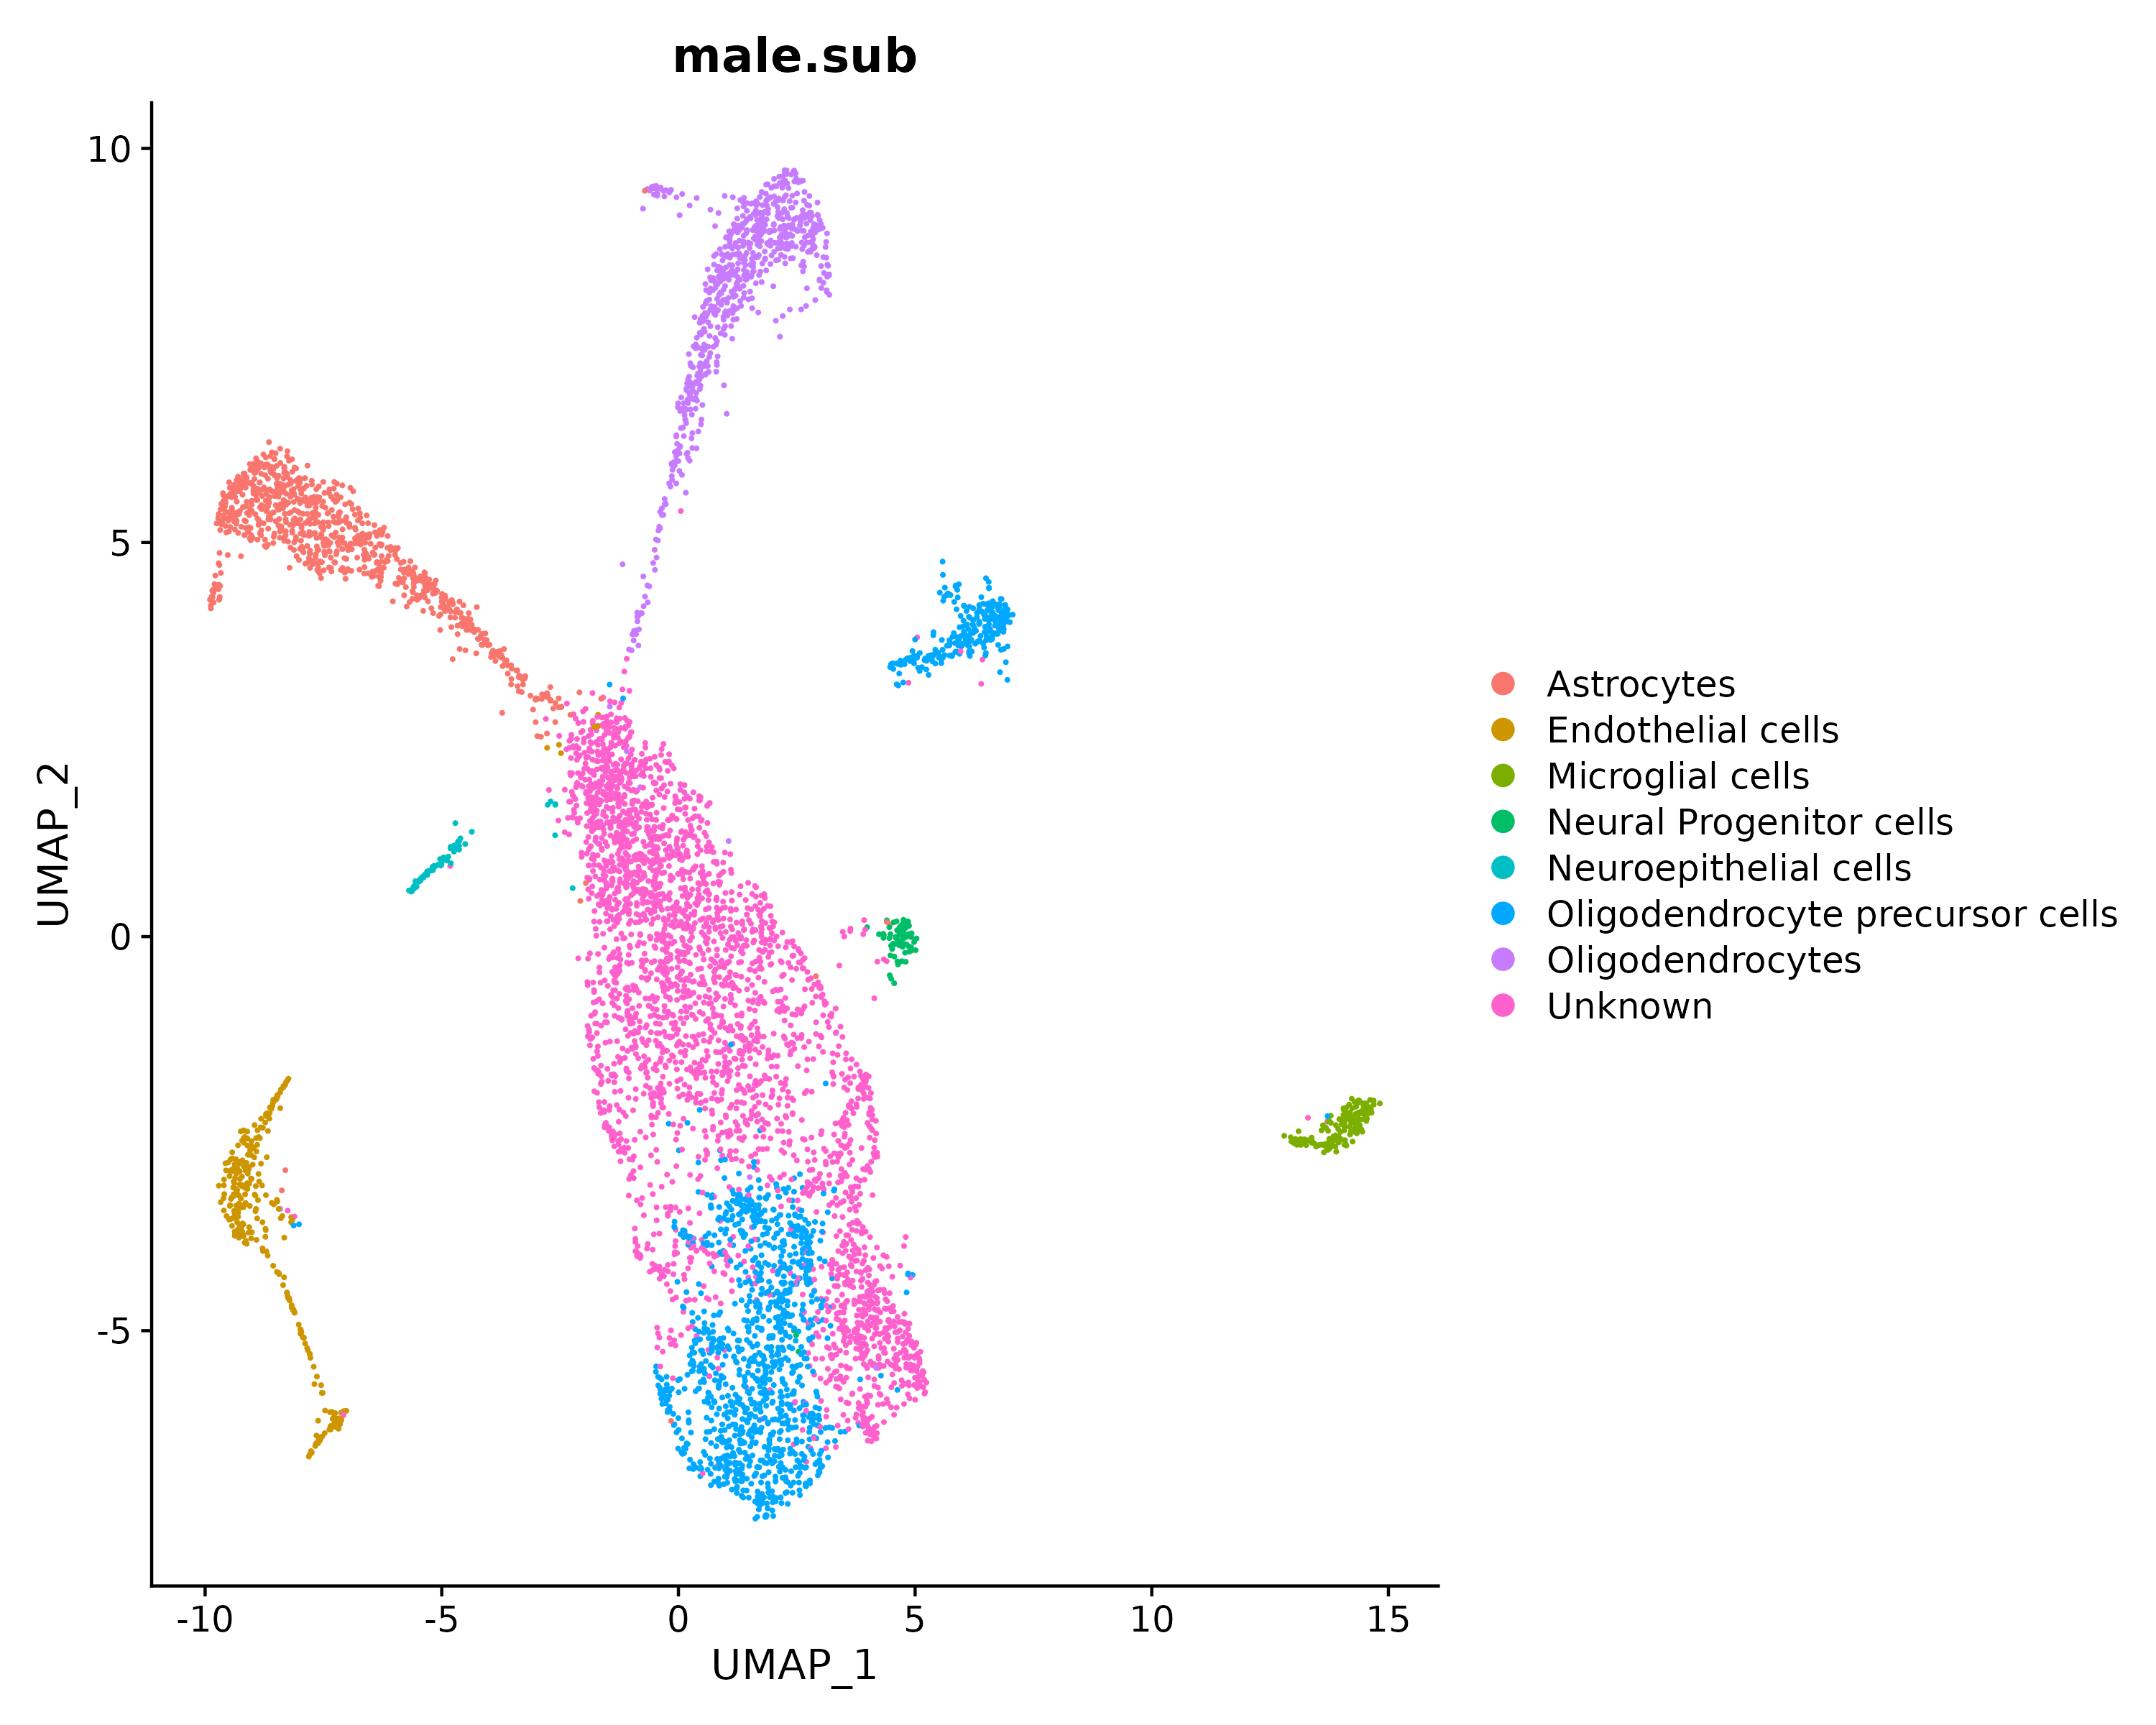 male.sub
UMAP_2
10
5
0
-5
-10
-5
0
5
10
15
UMAP_1
Astrocytes
Endothelial cells
Microglial cells
Neural Progenitor cells
Neuroepithelial cells
Oligodendrocyte precursor cells
Oligodendrocytes
Unknown